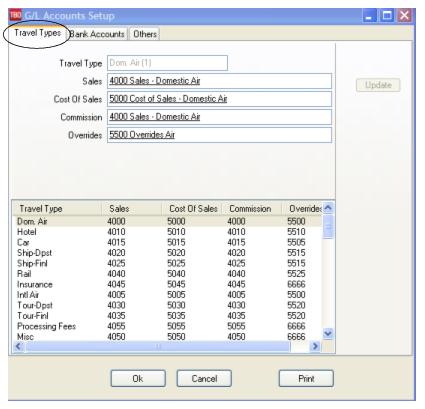 TBO G/L Accounts Setup
Travel Types Bank Accounts Others
Travel Type Dom. Air (1)
Sales 4000 Sales - Domestic Air
Update
Cost Of Sales 5000 Cost of Sales - Domestic Air
Commission 4000 Sales - Domestic Air
Overrides 5500 Overrides Air
Travel Type Sales Cost Of Sales Commission Overrides
Dom. Air 4000 5000 4000 5500
Hotel 4010 5010 4010 5510
Car 4015 5015 4015 5505
Ship-Dpst 4020 5020 4020 5515
Ship-Finl 4025 5025 4025 5515
Rail 4040 5040 4040 5525
Insurance 4045 5045 4045 6666
Intl Air 4005 5005 4005 5500
Tour-Dpst 4030 5030 4030 5520
Tour-Finl 4035 5035 4035 5520
Processing Fees 4055 5055 5055 6666
Misc 4050 5050 4050 6666
Ok Cancel Print